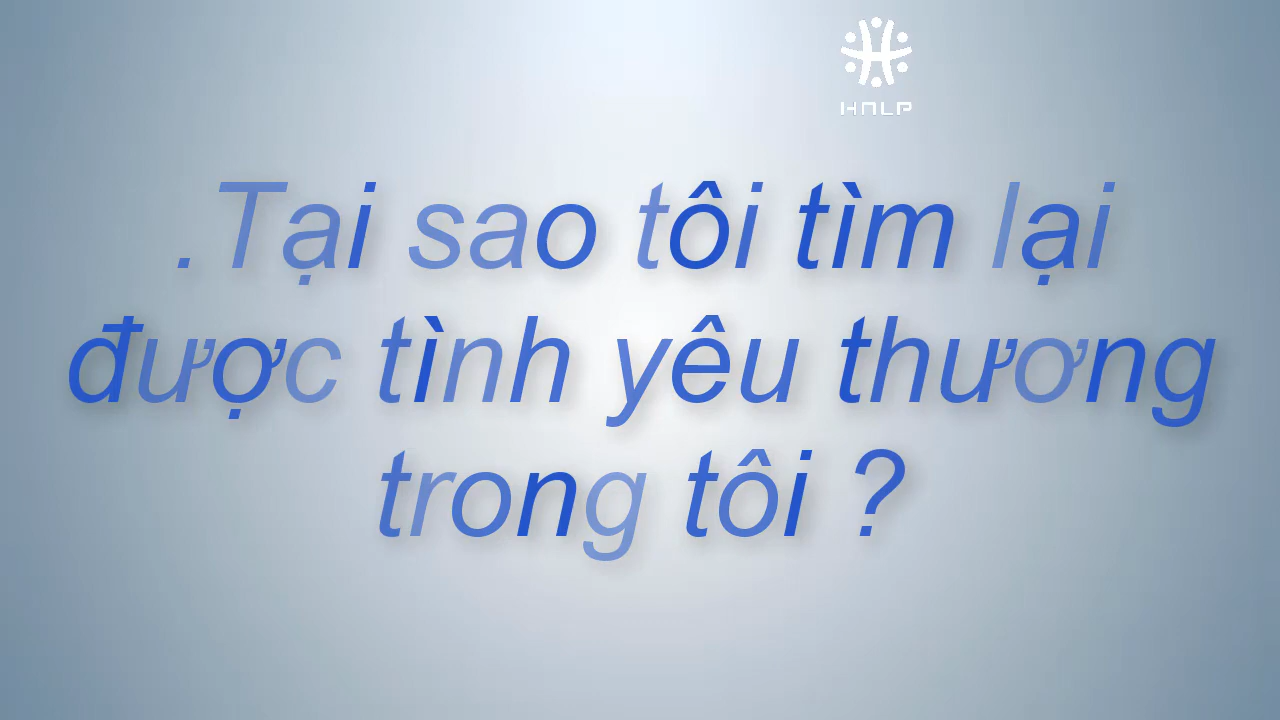 HNLP
.Tại sao tôi tìm lại
được tình yêu thương
trong tôi ?